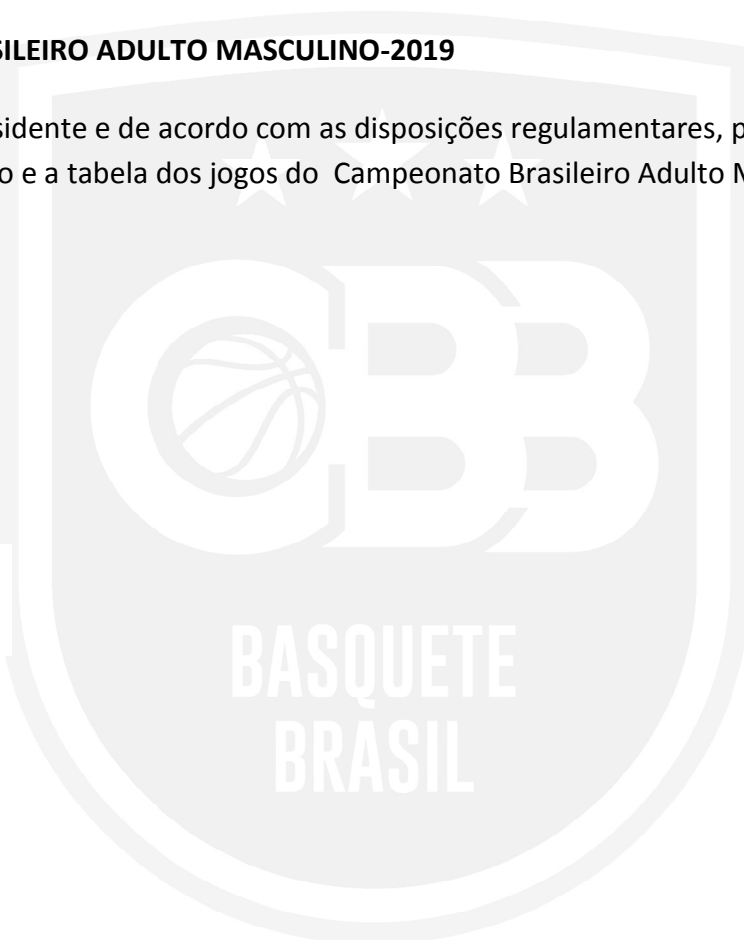 SILEIRO ADULTO MASCULINO-2019
sidente e de acordo com as disposições regulamentares, p
o e a tabela dos jogos do  Campeonato Brasileiro Adulto M
CBB
BASQUETE
BRASIL